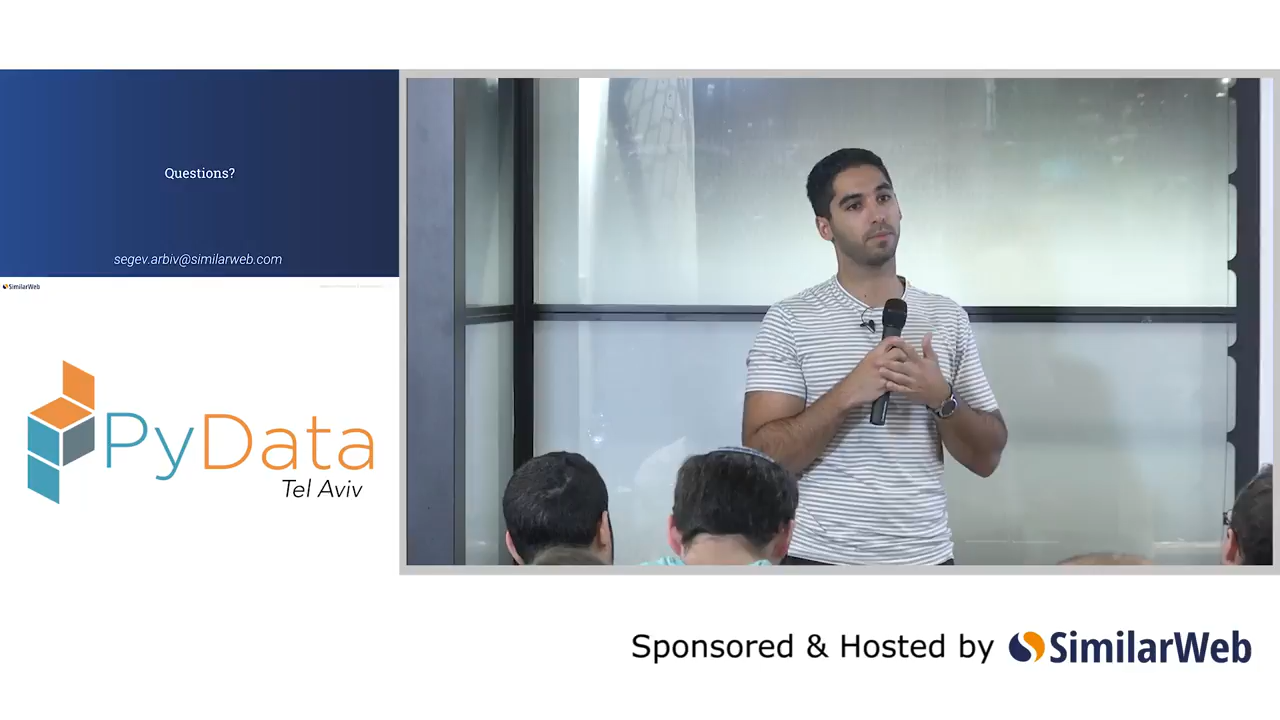 Questions?
segev.arbiv@similarweb.com
SimilarWeb
PyData
Tel Aviv
Sponsored & Hosted by SimilarWeb